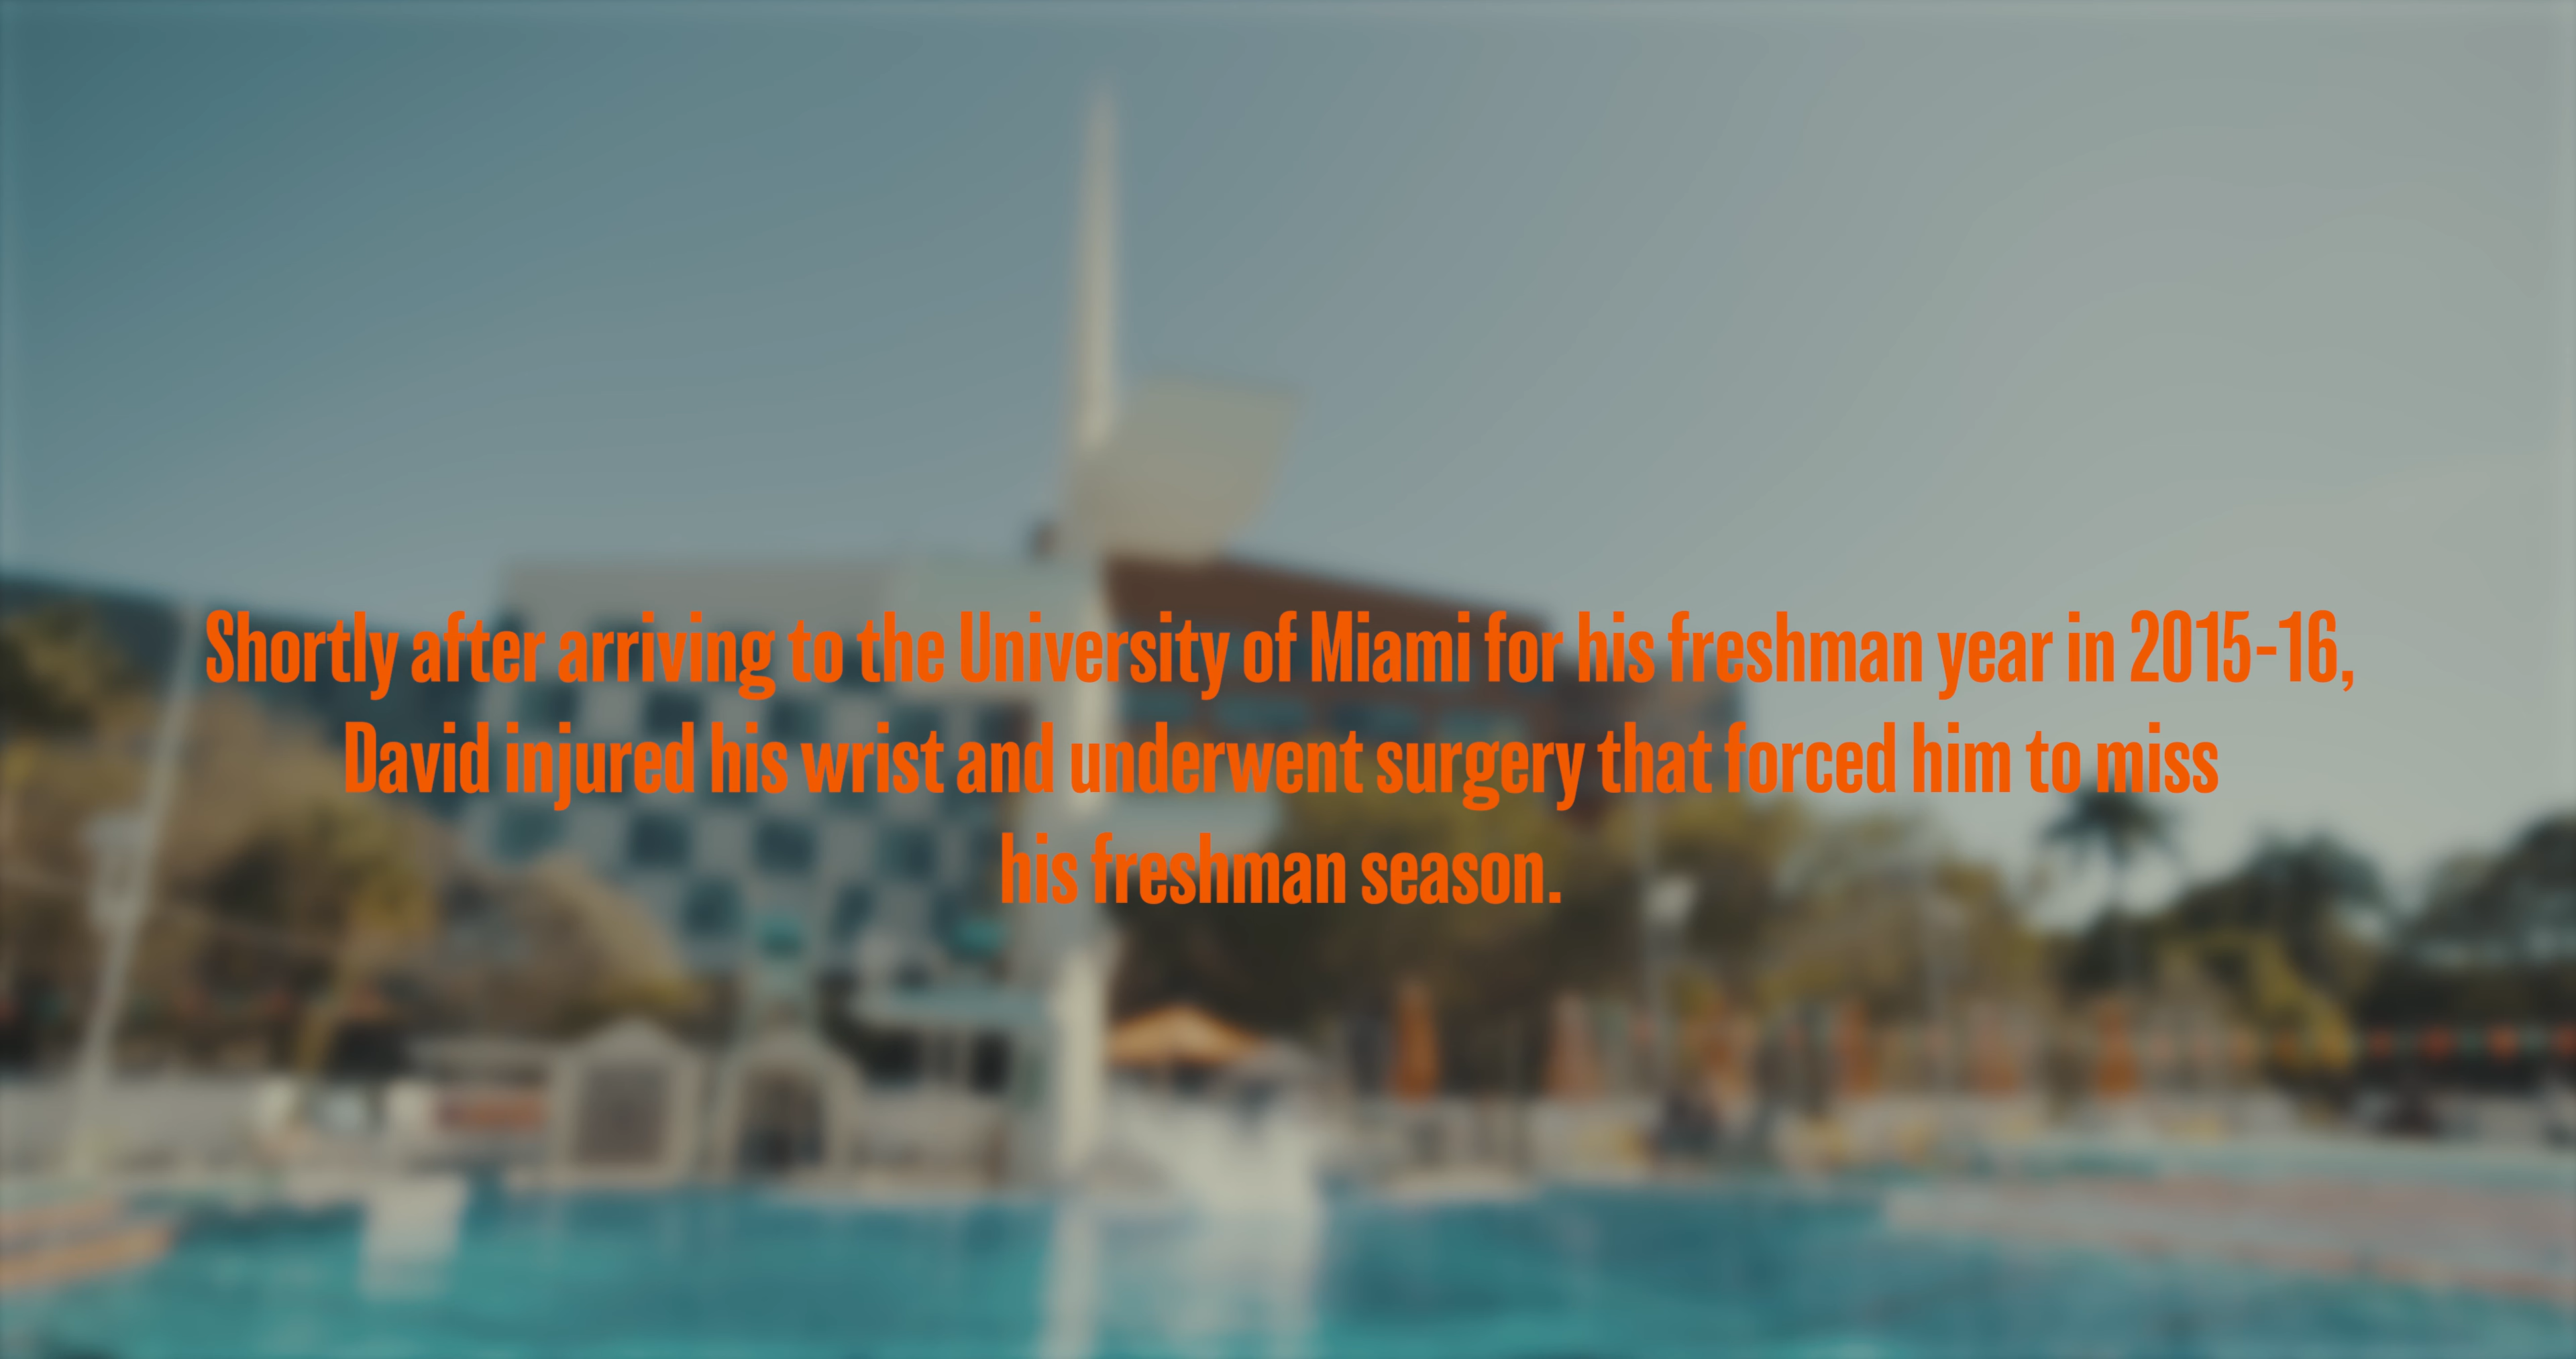 Shortly after arriving to the University of Miami for his freshman year in 2015-16,
David injured his wrist and underwent surgery that forced him to miss
his freshman season.